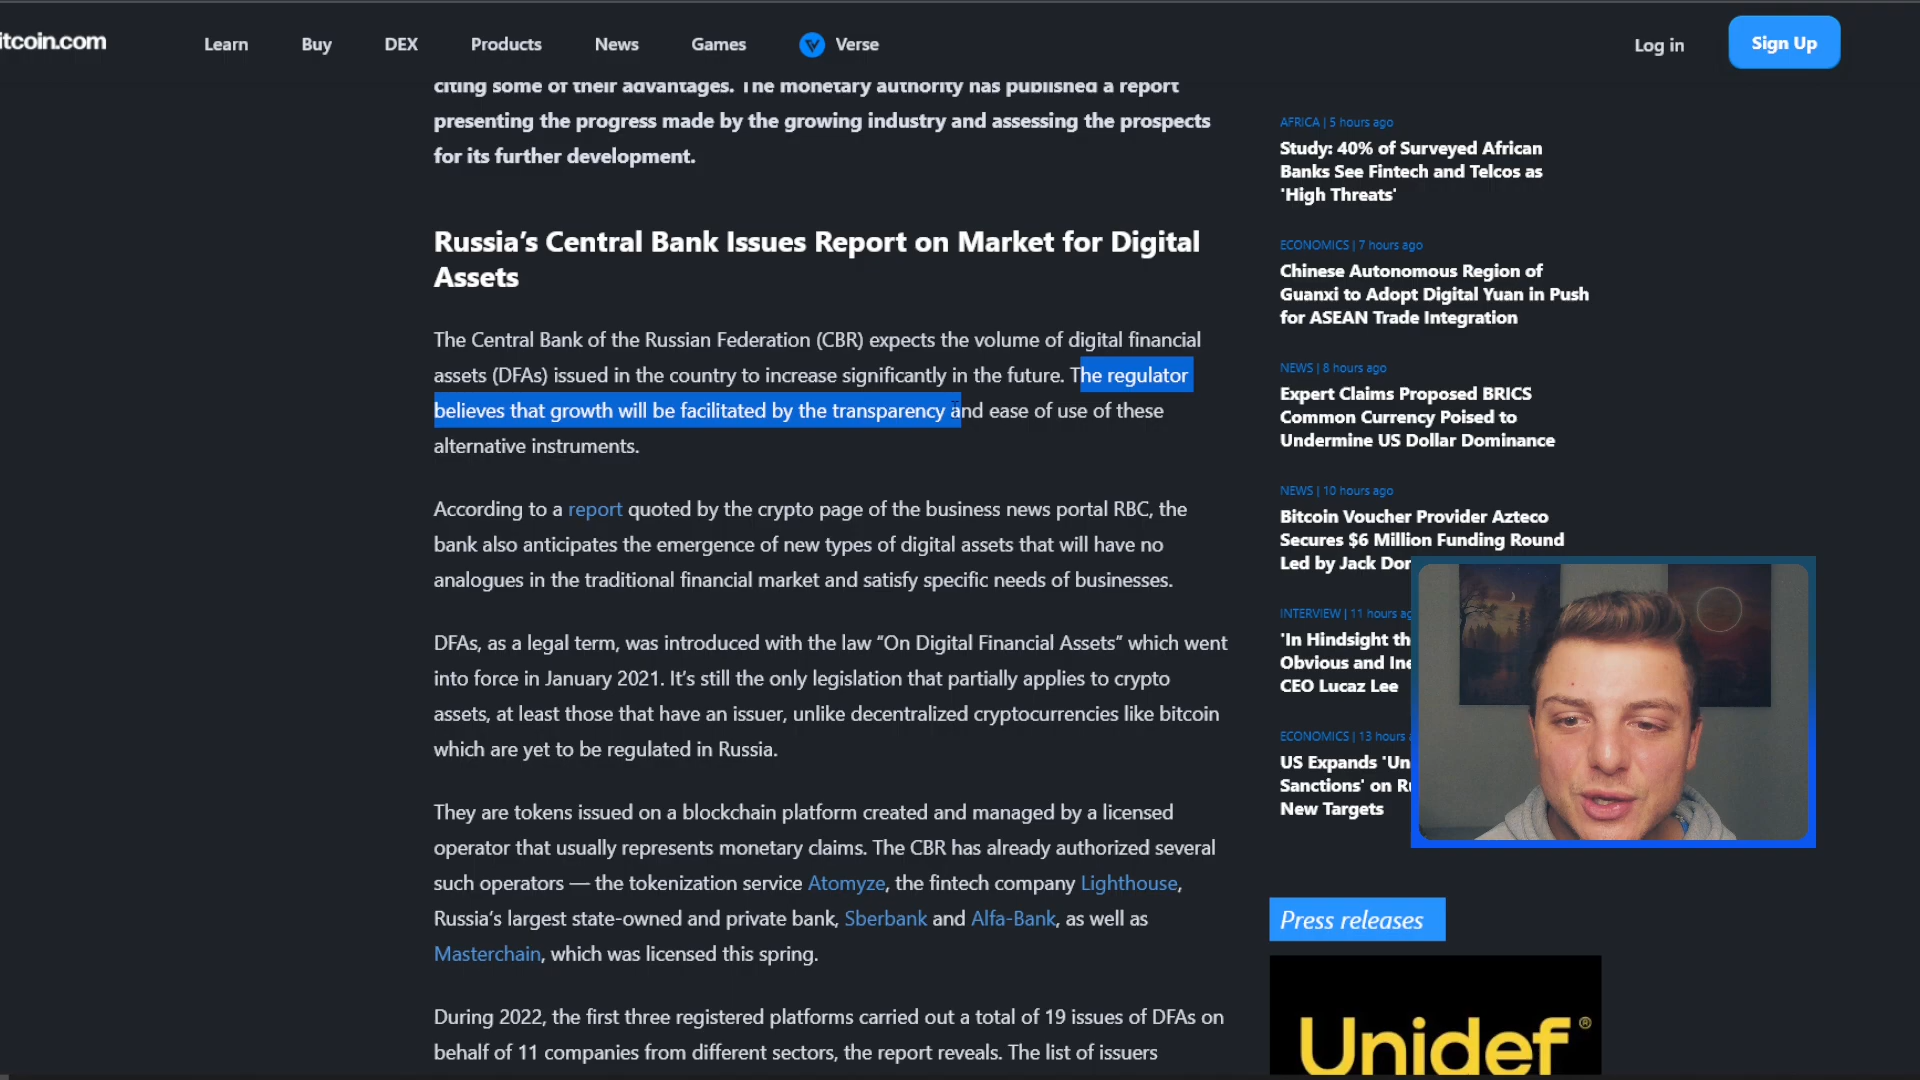 itcoin.com
Learn
Buy
DEX
Products
News
Games
Verse
Log in
Sign Up
citing some of their advantages. The monetary authority has published a report
presenting the progress made by the growing industry and assessing the prospects
for its further development.
Russia’s Central Bank Issues Report on Market for Digital
Assets
The Central Bank of the Russian Federation (CBR) expects the volume of digital financial
assets (DFAs) issued in the country to increase significantly in the future. The regulator
believes that growth will be facilitated by the transparency and ease of use of these
alternative instruments.
According to a report quoted by the crypto page of the business news portal RBC, the
bank also anticipates the emergence of new types of digital assets that will have no
analogues in the traditional financial market and satisfy specific needs of businesses.
DFAs, as a legal term, was introduced with the law “On Digital Financial Assets” which went
into force in January 2021. It’s still the only legislation that partially applies to crypto
assets, at least those that have an issuer, unlike decentralized cryptocurrencies like bitcoin
which are yet to be regulated in Russia.
They are tokens issued on a blockchain platform created and managed by a licensed
operator that usually represents monetary claims. The CBR has already authorized several
such operators — the tokenization service Atomyze, the fintech company Lighthouse,
Russia’s largest state-owned and private bank, Sberbank and Alfa-Bank, as well as
Masterchain, which was licensed this spring.
During 2022, the first three registered platforms carried out a total of 19 issues of DFAs on
behalf of 11 companies from different sectors, the report reveals. The list of issuers
AFRICA | 5 hours ago
Study: 40% of Surveyed African
Banks See Fintech and Telcos as
'High Threats'
ECONOMICS | 7 hours ago
Chinese Autonomous Region of
Guanxi to Adopt Digital Yuan in Push
for ASEAN Trade Integration
NEWS | 8 hours ago
Expert Claims Proposed BRICS
Common Currency Poised to
Undermine US Dollar Dominance
NEWS | 10 hours ago
Bitcoin Voucher Provider Azteco
Secures $6 Million Funding Round
Led by Jack Dor
INTERVIEW | 11 hours ag
'In Hindsight th
Obvious and Ine
CEO Lucaz Lee
ECONOMICS | 13 hours a
US Expands 'Un
Sanctions' on Ru
New Targets
Press releases
Unidef®